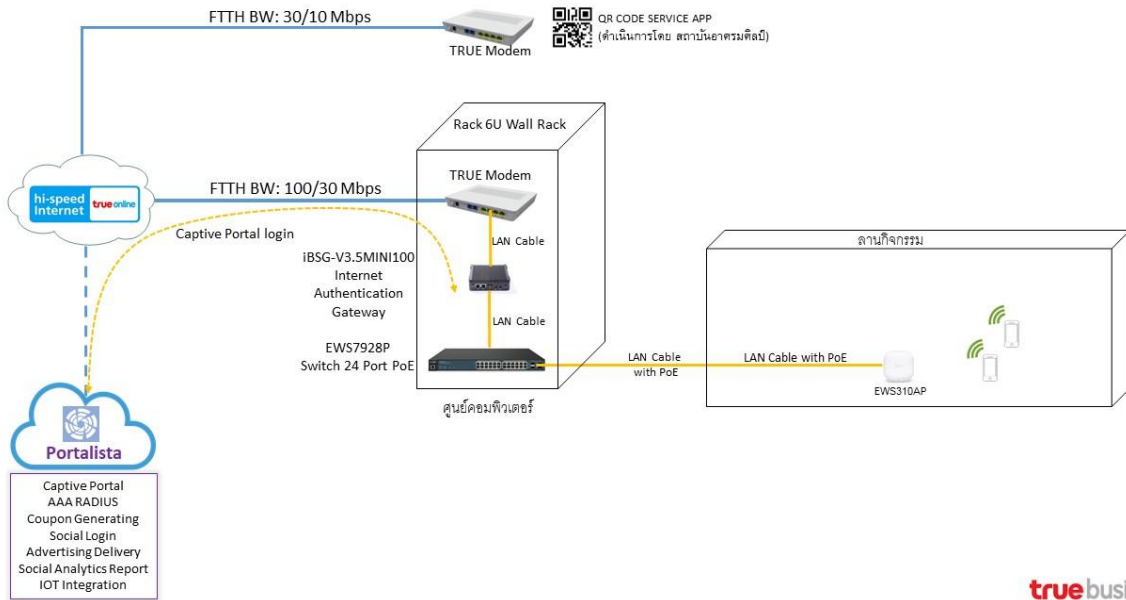 FTTH BW: 30/10 Mbps
TRUE Modem
QR CODE SERVICE APP
(ดำเนินการโดย สถาบันอาศรมศิลป์)
Rack 6U Wall Rack
hi-speed
Internet
trueonline
FTTH BW: 100/30 Mbps
TRUE Modem
Captive Portal login
LAN Cable
iBSG-V3.5MINI100
Internet
Authentication
Gateway
LAN Cable
EWS7928P
Switch 24 Port PoE
ศูนย์คอมพิวเตอร์
LAN Cable
with PoE
ลานกิจกรรม
LAN Cable with PoE
EWS310AP
Portalista
Captive Portal
AAA RADIUS
Coupon Generating
Social Login
Advertising Delivery
Social Analytics Report
IOT Integration
truebusi